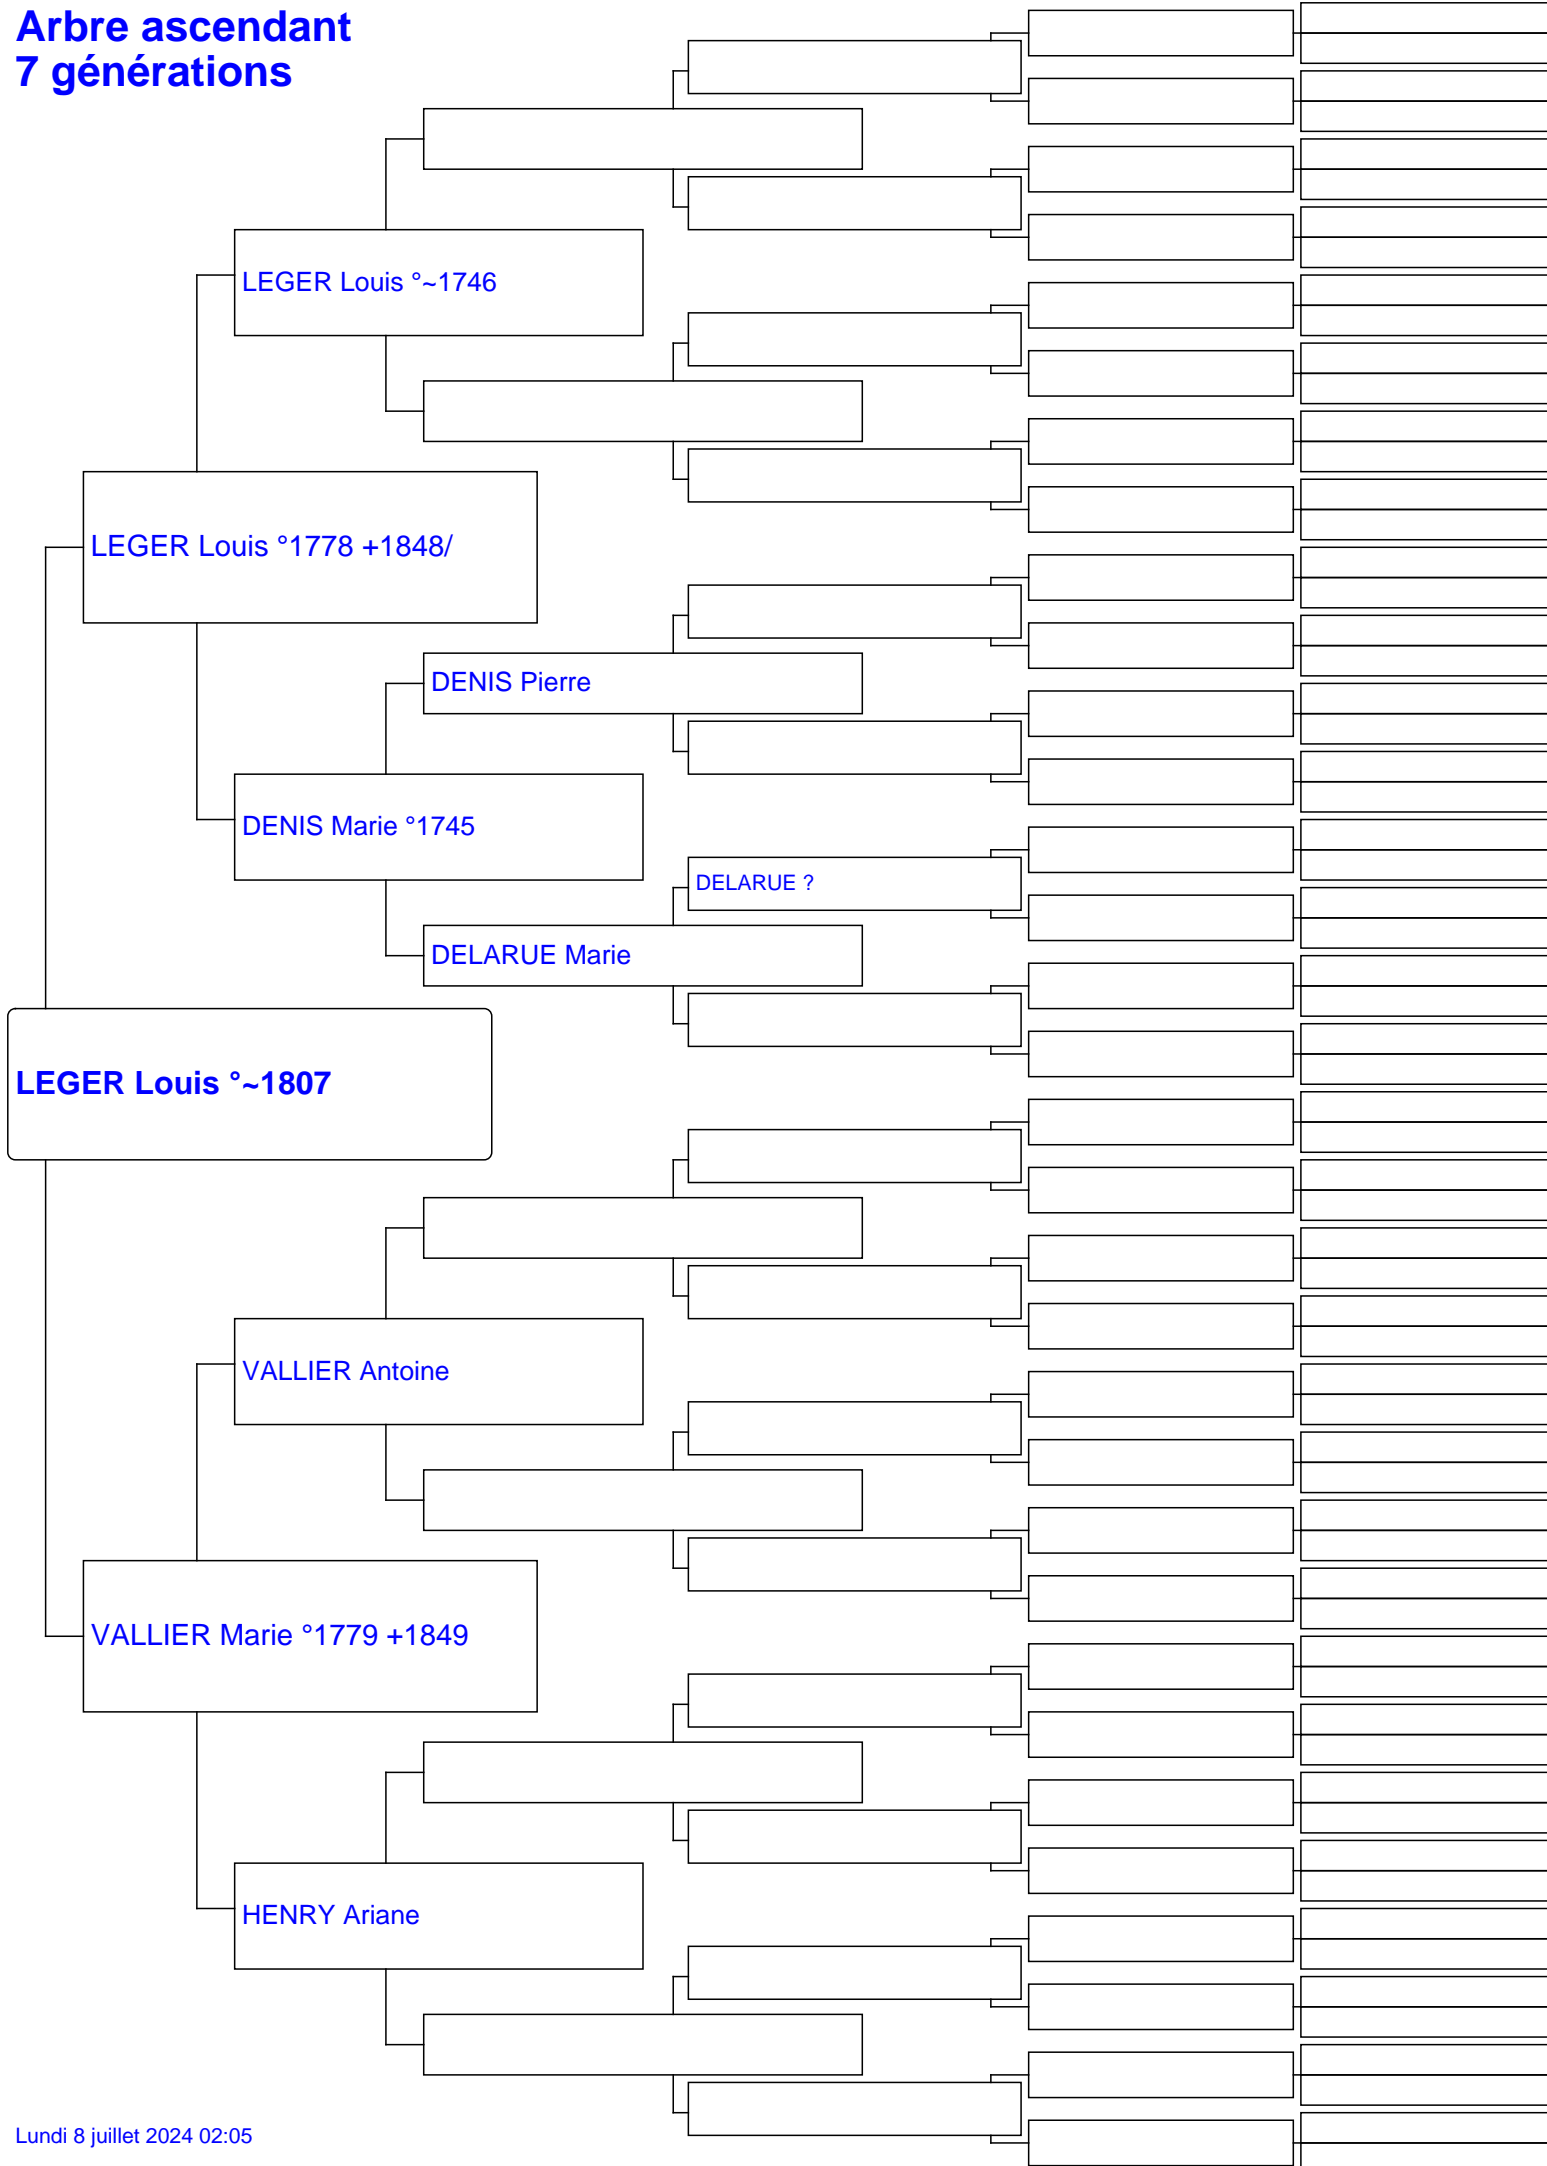 Arbre ascendant
7 générations
LEGER Louis °~1746
LEGER Louis °1778 +1848/
DENIS Pierre
DENIS Marie °1745
DELARUE ?
DELARUE Marie
LEGER Louis °~1807
VALLIER Antoine
VALLIER Marie °1779 +1849
HENRY Ariane
Lundi 8 juillet 2024 02:05